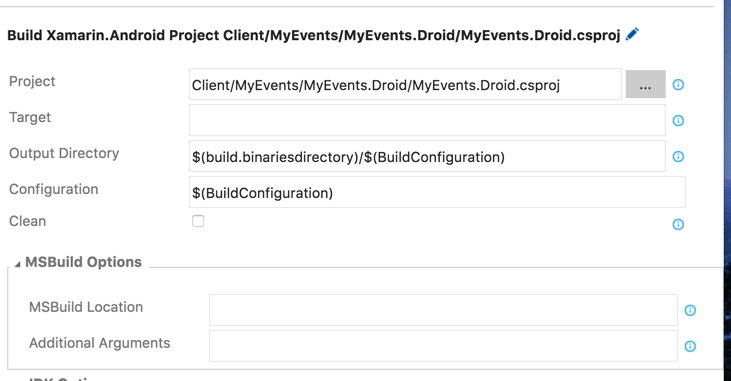 Build Xamarin.Android Project Client/MyEvents/MyEvents.Droid/MyEvents.Droid.csproj
Project
Client/MyEvents/MyEvents.Droid/MyEvents.Droid.csproj
...
Target
Output Directory
$(build.binariesdirectory)/$(BuildConfiguration)
Configuration
$(BuildConfiguration)
Clean
MSBuild Options
MSBuild Location
Additional Arguments